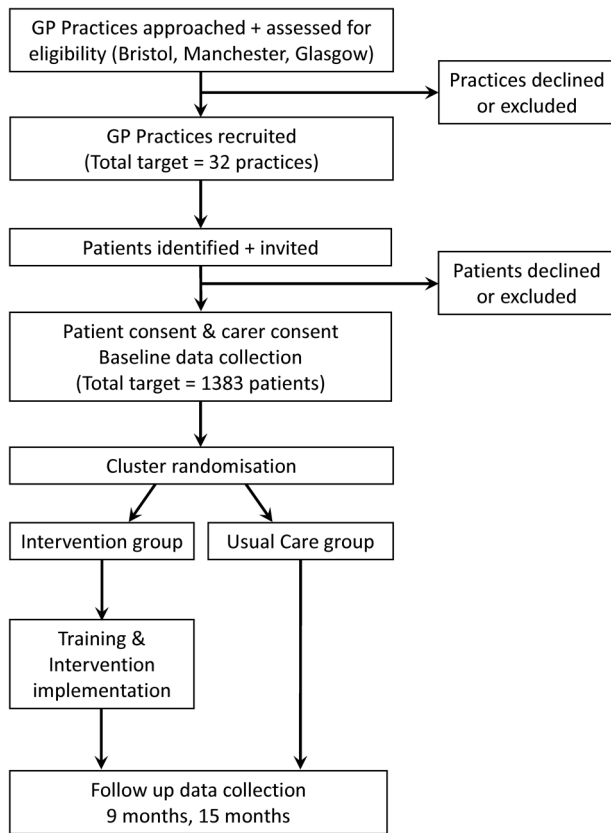 GP Practices approached + assessed for
eligibility (Bristol, Manchester, Glasgow)
Practices declined
or excluded
GP Practices recruited
(Total target = 32 practices)
Patients identified + invited
Patients declined
or excluded
Patient consent & carer consent
Baseline data collection
(Total target = 1383 patients)
Cluster randomisation
Intervention group
Usual Care group
Training &
Intervention
implementation
Follow up data collection
9 months, 15 months